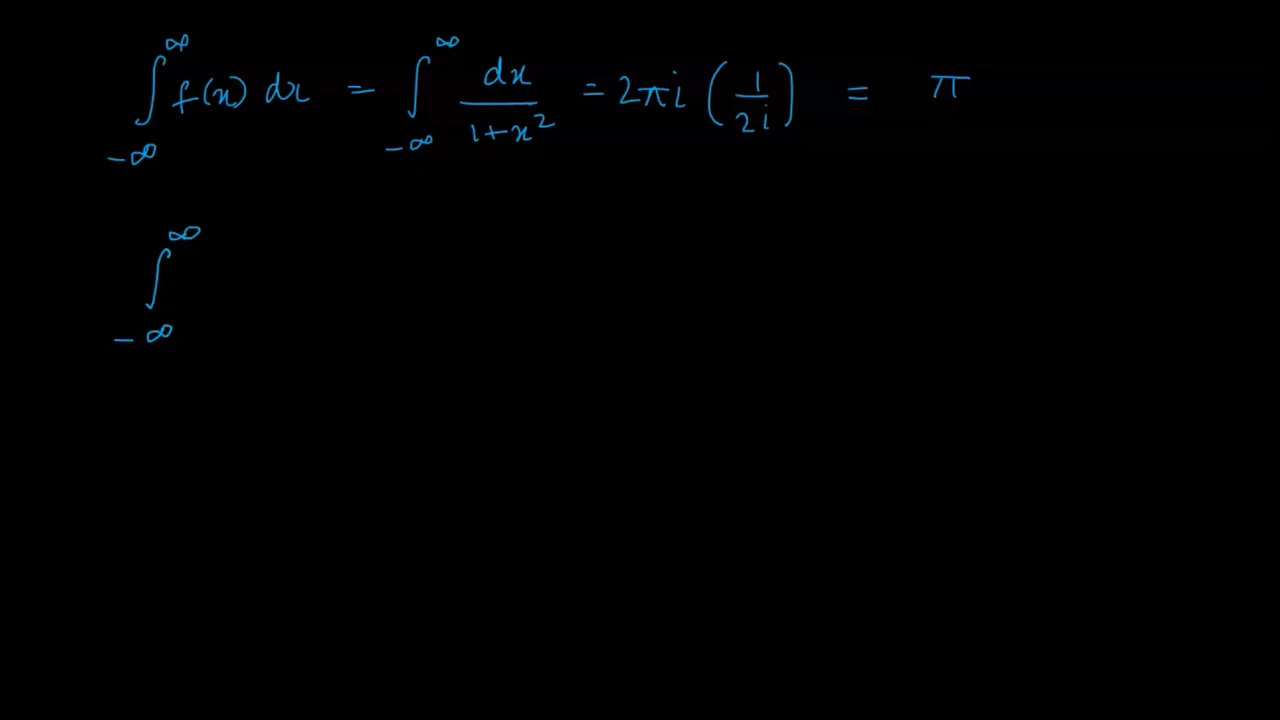 ∫_{-∞}^{∞} f(x) dx = ∫_{-∞}^{∞} dx/(1+x²) = 2πi (1/2i) = π
∫_{-∞}^{∞}